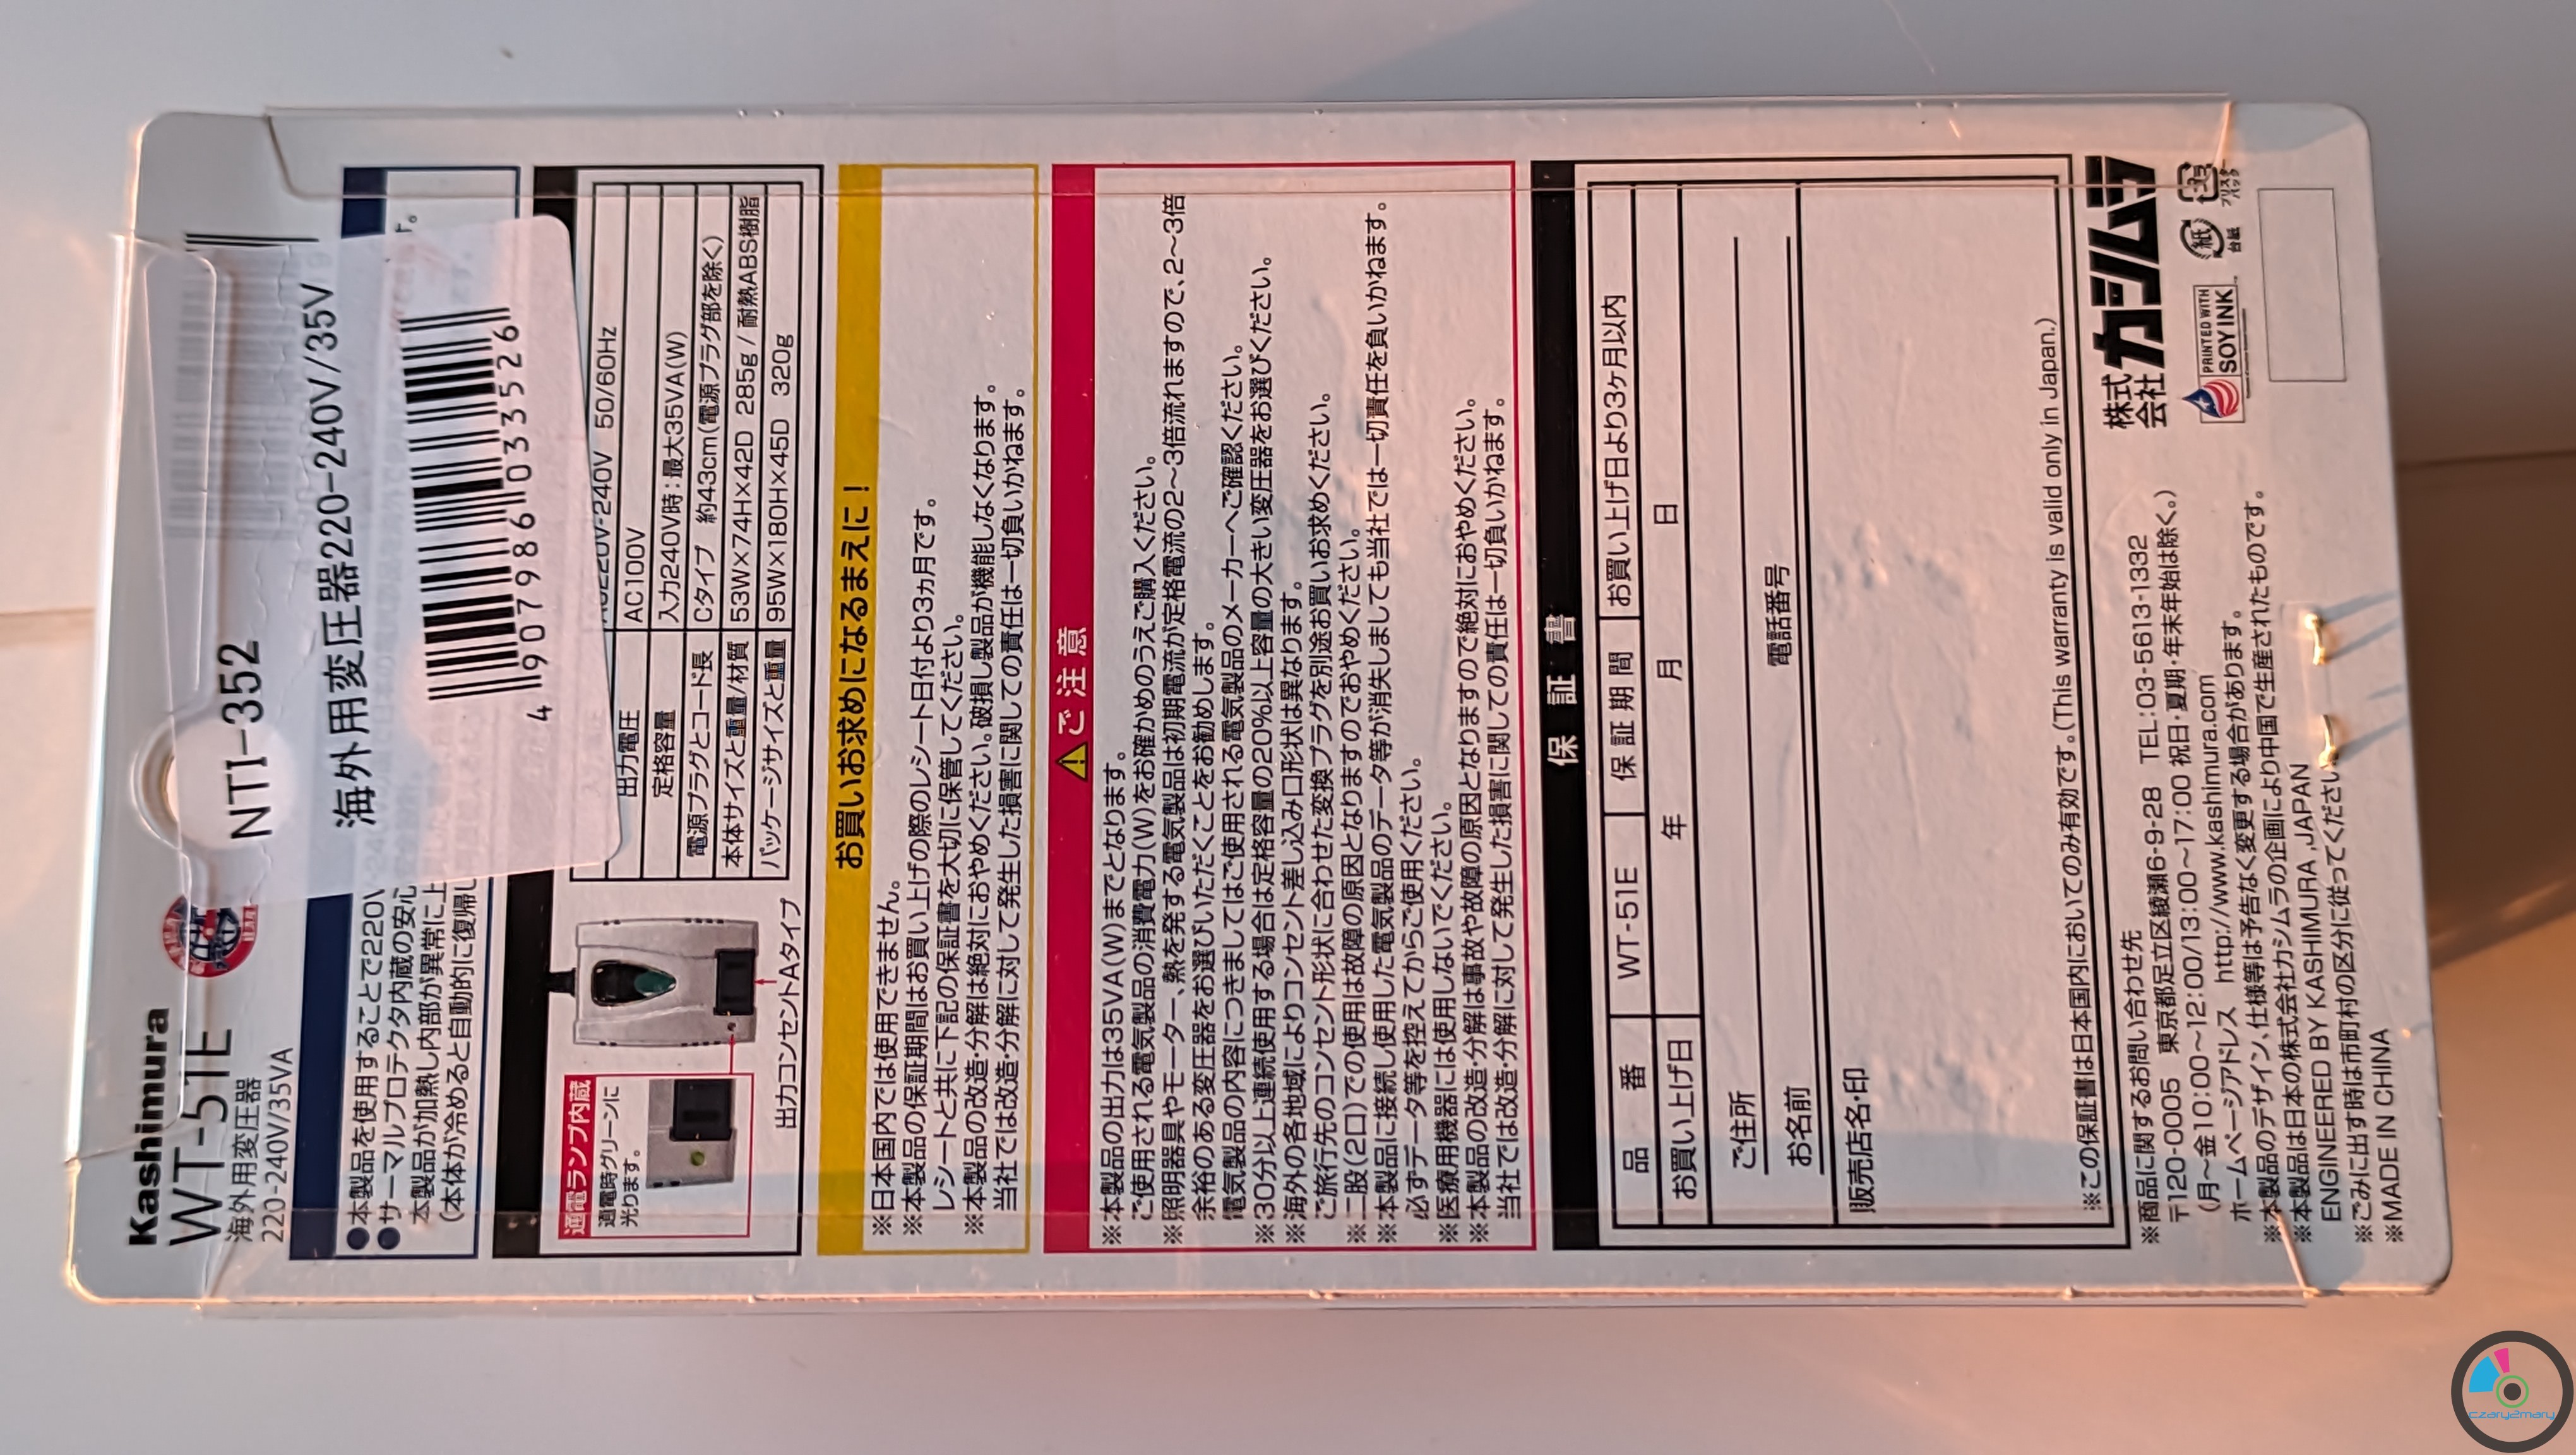 Kashimura
WT-51E
海外用変圧器
220-240V/35VA
NTI-352
海外用変圧器220-240V/35V
4 907986 033526
●本製品を使用することで220V
●サーマルプロテクタ内蔵の安心
本製品が加熱し内部が異常に上
(本体が冷めると自動的に復帰し
す。
通電ランプ内蔵
通電時グリーンに
光ります。
出力コンセントAタイプ
AC220V-240V 50/60Hz
出力電圧 AC100V
定格容量 入力240V時:最大35VA(W)
電源プラグとコード長 Cタイプ 約43cm(電源プラグ部を除く)
本体サイズと重量/材質 53W×74H×42D 285g / 耐熱ABS樹脂
パッケージサイズと重量 95W×180H×45D 320g
お買いお求めになるまえに!
※日本国内では使用できません。
※本製品の保証期間はお買い上げの際のレシート日付より3ヵ月です。
レシートと共に下記の保証書を大切に保管してください。
※本製品の改造・分解は絶対におやめください。破損し製品が機能しなくなります。
当社では改造・分解に対して発生した損害に関しての責任は一切負いかねます。
⚠ご注意
※本製品の出力は35VA(W)までとなります。
ご使用される電気製品の消費電力(W)をお確かめのうえご購入ください。
※照明器具やモーター、熱を発する電気製品は初期電流が定格電流の2〜3倍流れますので、2〜3倍
余裕のある変圧器をお選びいただくことをお勧めします。
電気製品の内容につきましてはご使用される電気製品のメーカーへご確認ください。
※30分以上連続使用する場合は定格容量の20%以上容量の大きい変圧器をお選びください。
※海外の各地域によりコンセント差し込み口形状は異なります。
ご旅行先のコンセント形状に合わせた変換プラグを別途お買いお求めください。
※二股(2口)での使用は故障の原因となりますのでおやめください。
※本製品に接続し使用した電気製品のデータ等が消失しましても当社では一切責任を負いかねます。
必ずデータ等を控えてからご使用ください。
※医療用機器には使用しないでください。
※本製品の改造・分解は事故や故障の原因となりますので絶対におやめください。
当社では改造・分解に対して発生した損害に関しての責任は一切負いかねます。
保証書
品番 WT-51E 保証期間 お買い上げ日より3ヶ月以内
お買い上げ日 年 月 日
ご住所
お名前 電話番号
販売店名・印
※この保証書は日本国内においてのみ有効です。(This warranty is valid only in Japan.)
※商品に関するお問い合わせ先
〒120-0005 東京都足立区綾瀬6-9-28 TEL:03-5613-1332
(月〜金10:00〜12:00/13:00〜17:00 祝日・夏期・年末年始は除く。)
ホームページアドレス http://www.kashimura.com
※本製品のデザイン、仕様等は予告なく変更する場合があります。
※本製品は日本の株式会社カシムラの企画により中国で生産されたものです。
ENGINEERED BY KASHIMURA ,JAPAN
※ごみに出す時は市町村の区分に従ってください
※MADE IN CHINA
株式会社カシムラ
PRINTED WITH
SOY INK
紙
台紙
プラ
ブリスター
パック
czary2mary